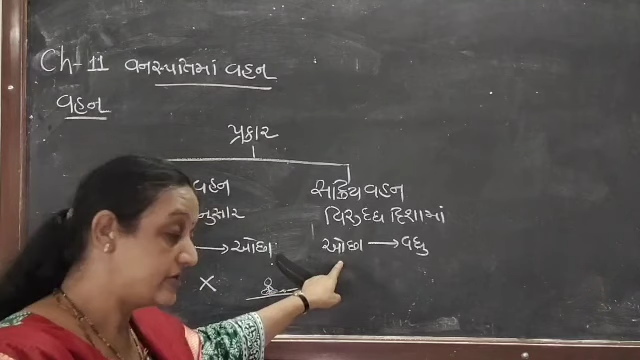 Ch-11 વનસ્પતિમાં વહન
વહન
પ્રકાર
વહન સક્રિય વહન
નુસાર વિરુદ્ધ દિશામાં
→ ઓછા ઓછા → વધુ
×